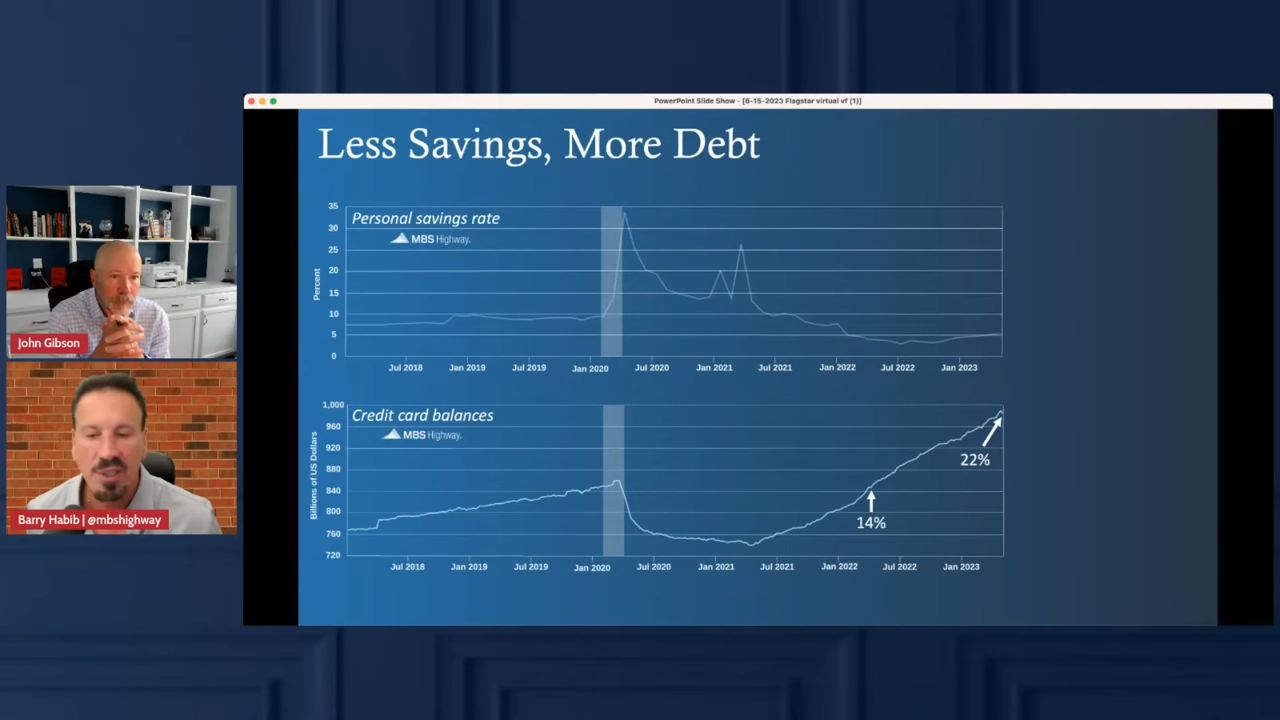 PowerPoint Slide Show - [6-15-2023 Flagstar virtual vf (1)]
Less Savings, More Debt
Personal savings rate
MBS Highway.
Percent
35
30
25
20
15
10
5
0
Jul 2018 Jan 2019 Jul 2019 Jan 2020 Jul 2020 Jan 2021 Jul 2021 Jan 2022 Jul 2022 Jan 2023
Credit card balances
MBS Highway.
Billions of US Dollars
1,000
960
920
880
840
800
760
720
22%
14%
Jul 2018 Jan 2019 Jul 2019 Jan 2020 Jul 2020 Jan 2021 Jul 2021 Jan 2022 Jul 2022 Jan 2023
John Gibson
Barry Habib | @mbshighway